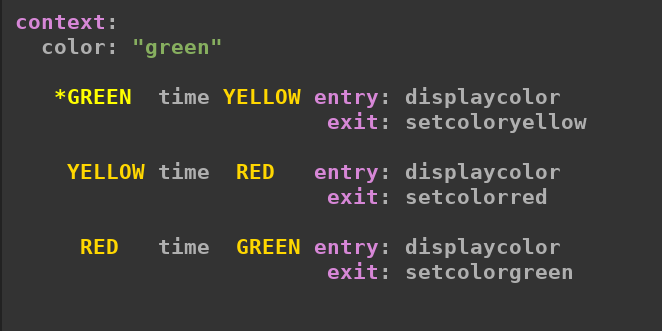 context:
color: "green"
*GREEN time YELLOW entry: displaycolor
exit: setcoloryellow
YELLOW time RED entry: displaycolor
exit: setcolorred
RED time GREEN entry: displaycolor
exit: setcolorgreen